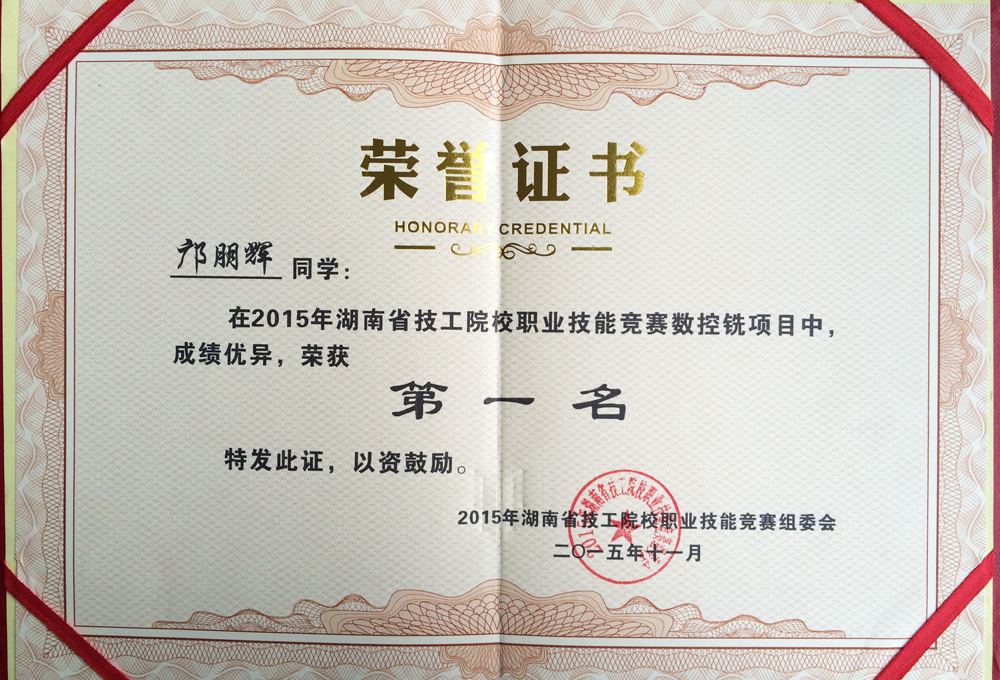 荣誉证书
HONORARY CREDENTIAL
邝朋辉 同学：
在2015年湖南省技工院校职业技能竞赛数控铣项目中，
成绩优异，荣获
第一名
特发此证，以资鼓励。
2015年湖南省技工院校职业技能竞赛组委会
二〇一五年十一月